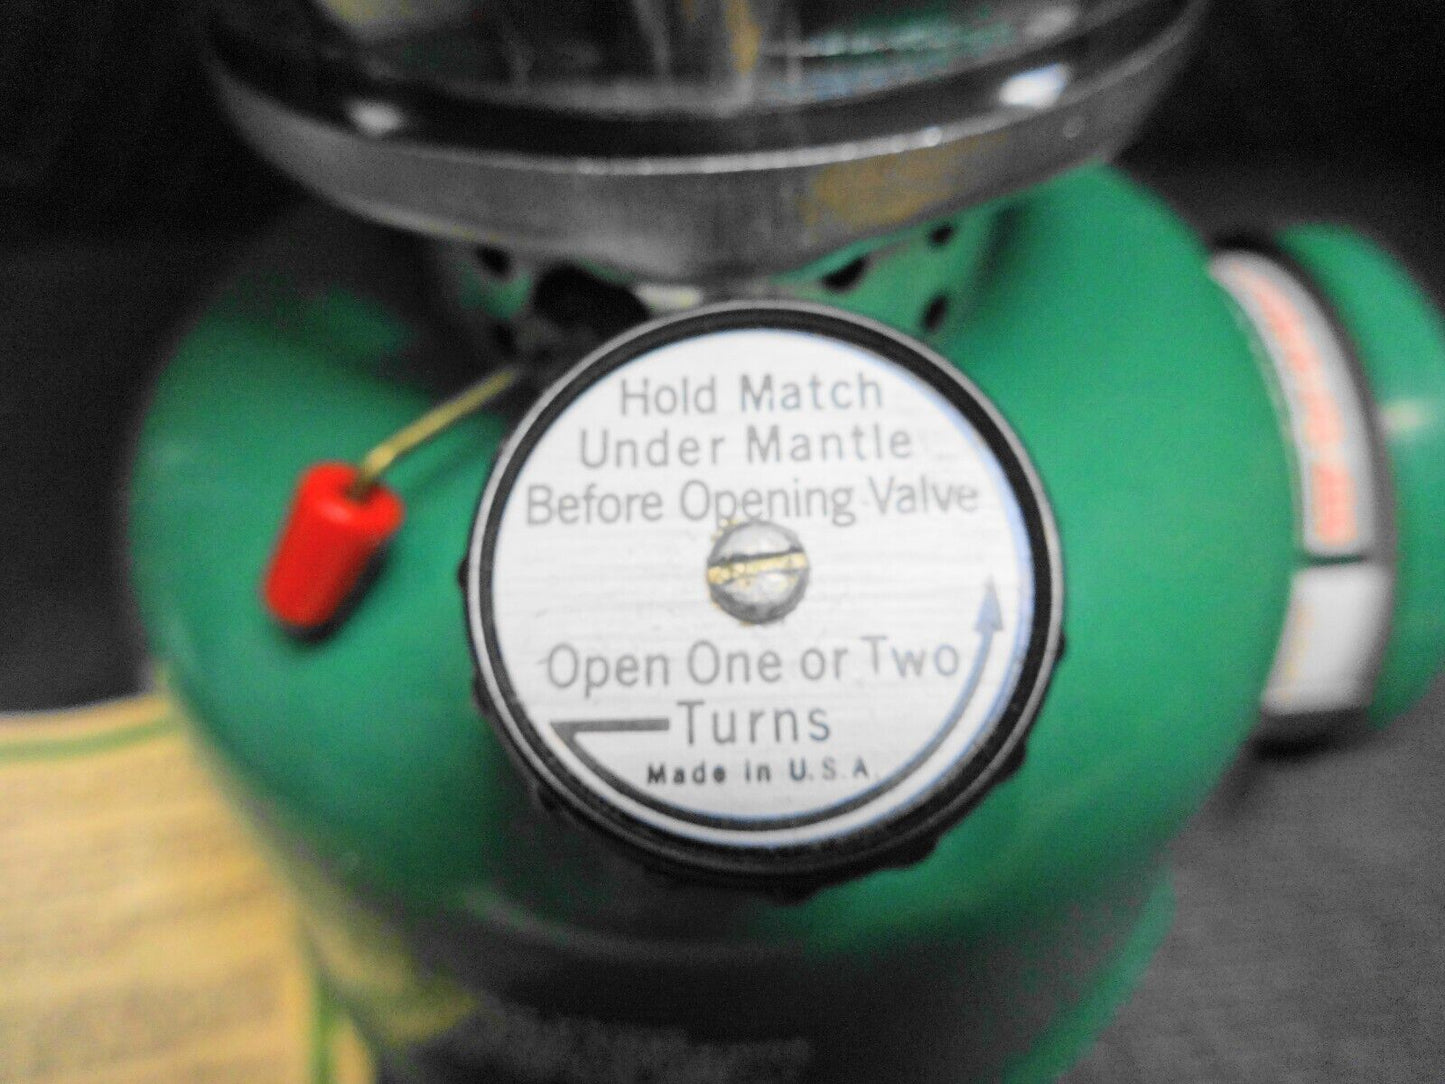 Hold Match
Under Mantle
Before Opening Valve
Open One or Two
Turns
Made in U.S.A.